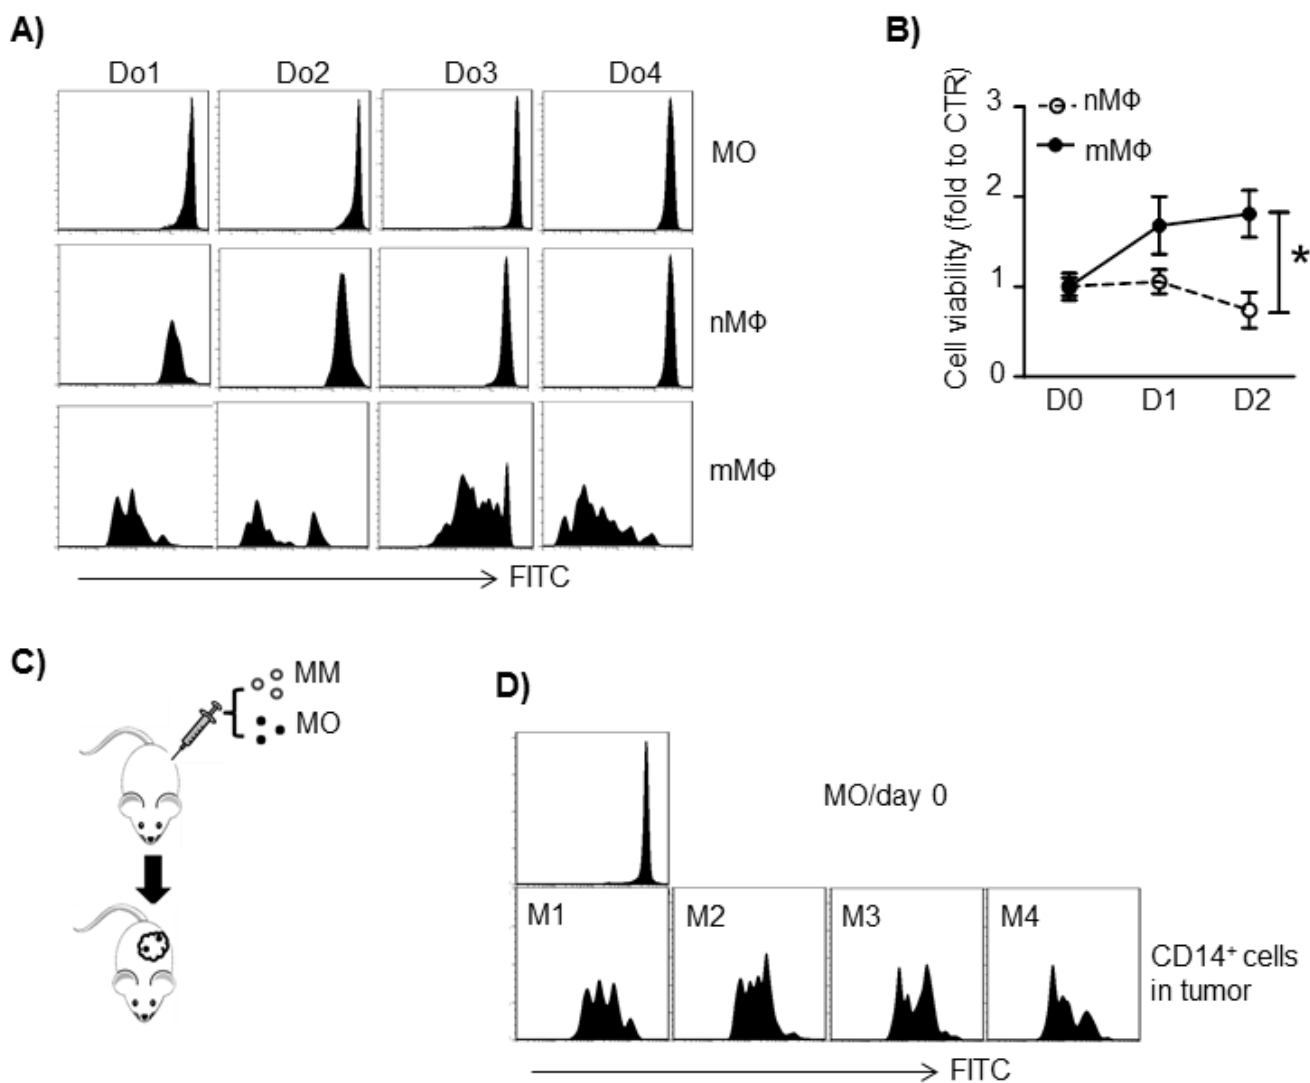 A)
Do1 Do2 Do3 Do4
MO
nMΦ
mMΦ
FITC
B)
Cell viability (fold to CTR)
3
2
1
0
nMΦ
mMΦ
*
D0 D1 D2
C)
MM
MO
D)
MO/day 0
M1 M2 M3 M4
CD14⁺ cells
in tumor
FITC